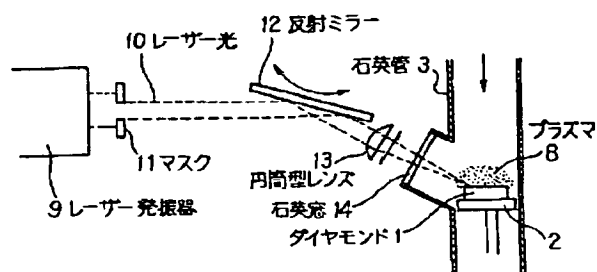 12 反射ミラー
10 レーザー光
石英管 3
プラズマ
8
11 マスク
13
円筒型レンズ
9 レーザー発振器
石英窓 14
ダイヤモンド 1
2